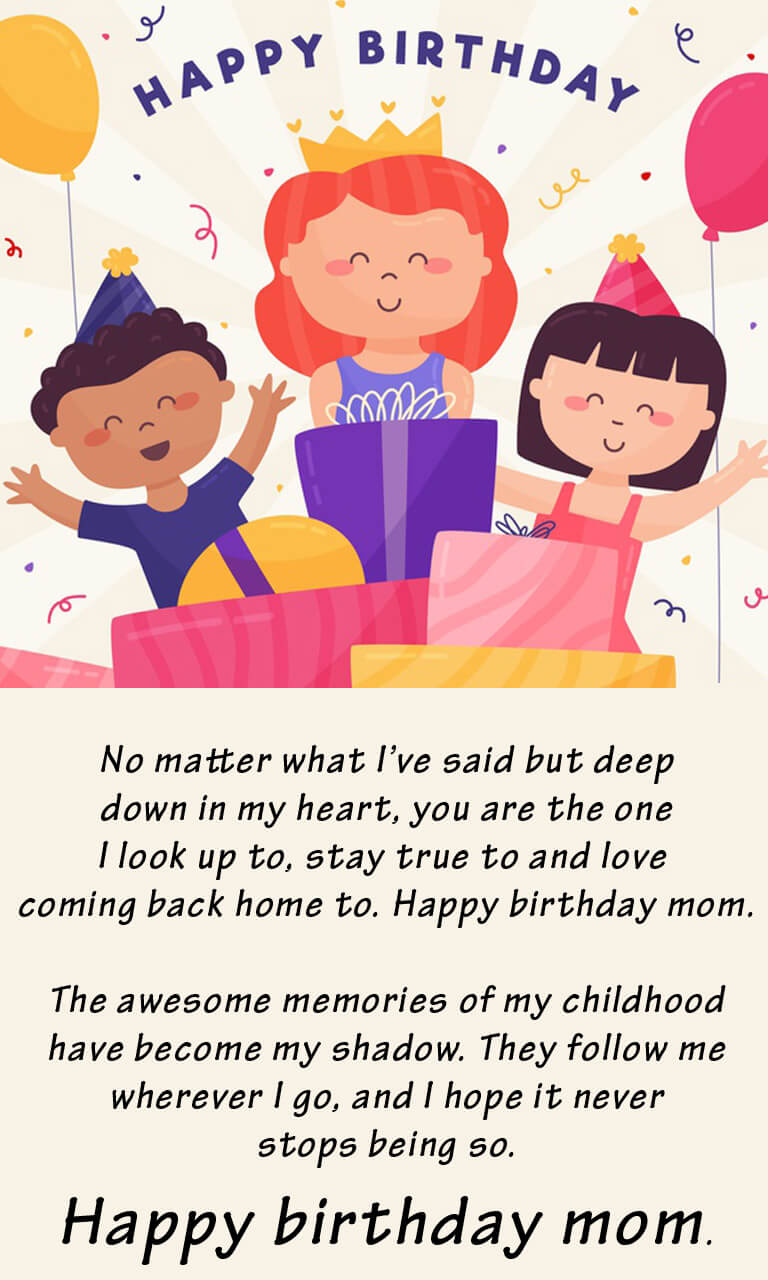 HAPPY BIRTHDAY
No matter what I've said but deep
down in my heart, you are the one
I look up to, stay true to and love
coming back home to. Happy birthday mom.
The awesome memories of my childhood
have become my shadow. They follow me
wherever I go, and I hope it never
stops being so.
Happy birthday mom.